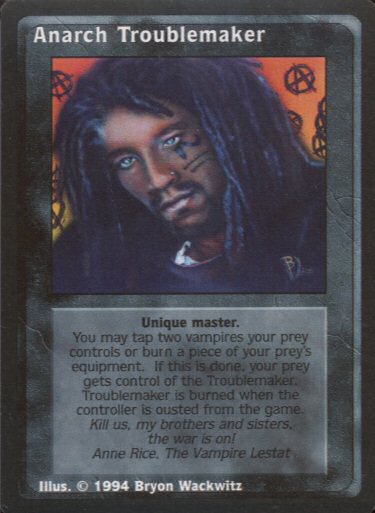 Anarch Troublemaker
Unique master.
You may tap two vampires your prey
controls or burn a piece of your prey's
equipment. If this is done, your prey
gets control of the Troublemaker.
Troublemaker is burned when the
controller is ousted from the game.
Kill us, my brothers and sisters,
the war is on!
Anne Rice, The Vampire Lestat
Illus. © 1994 Bryon Wackwitz